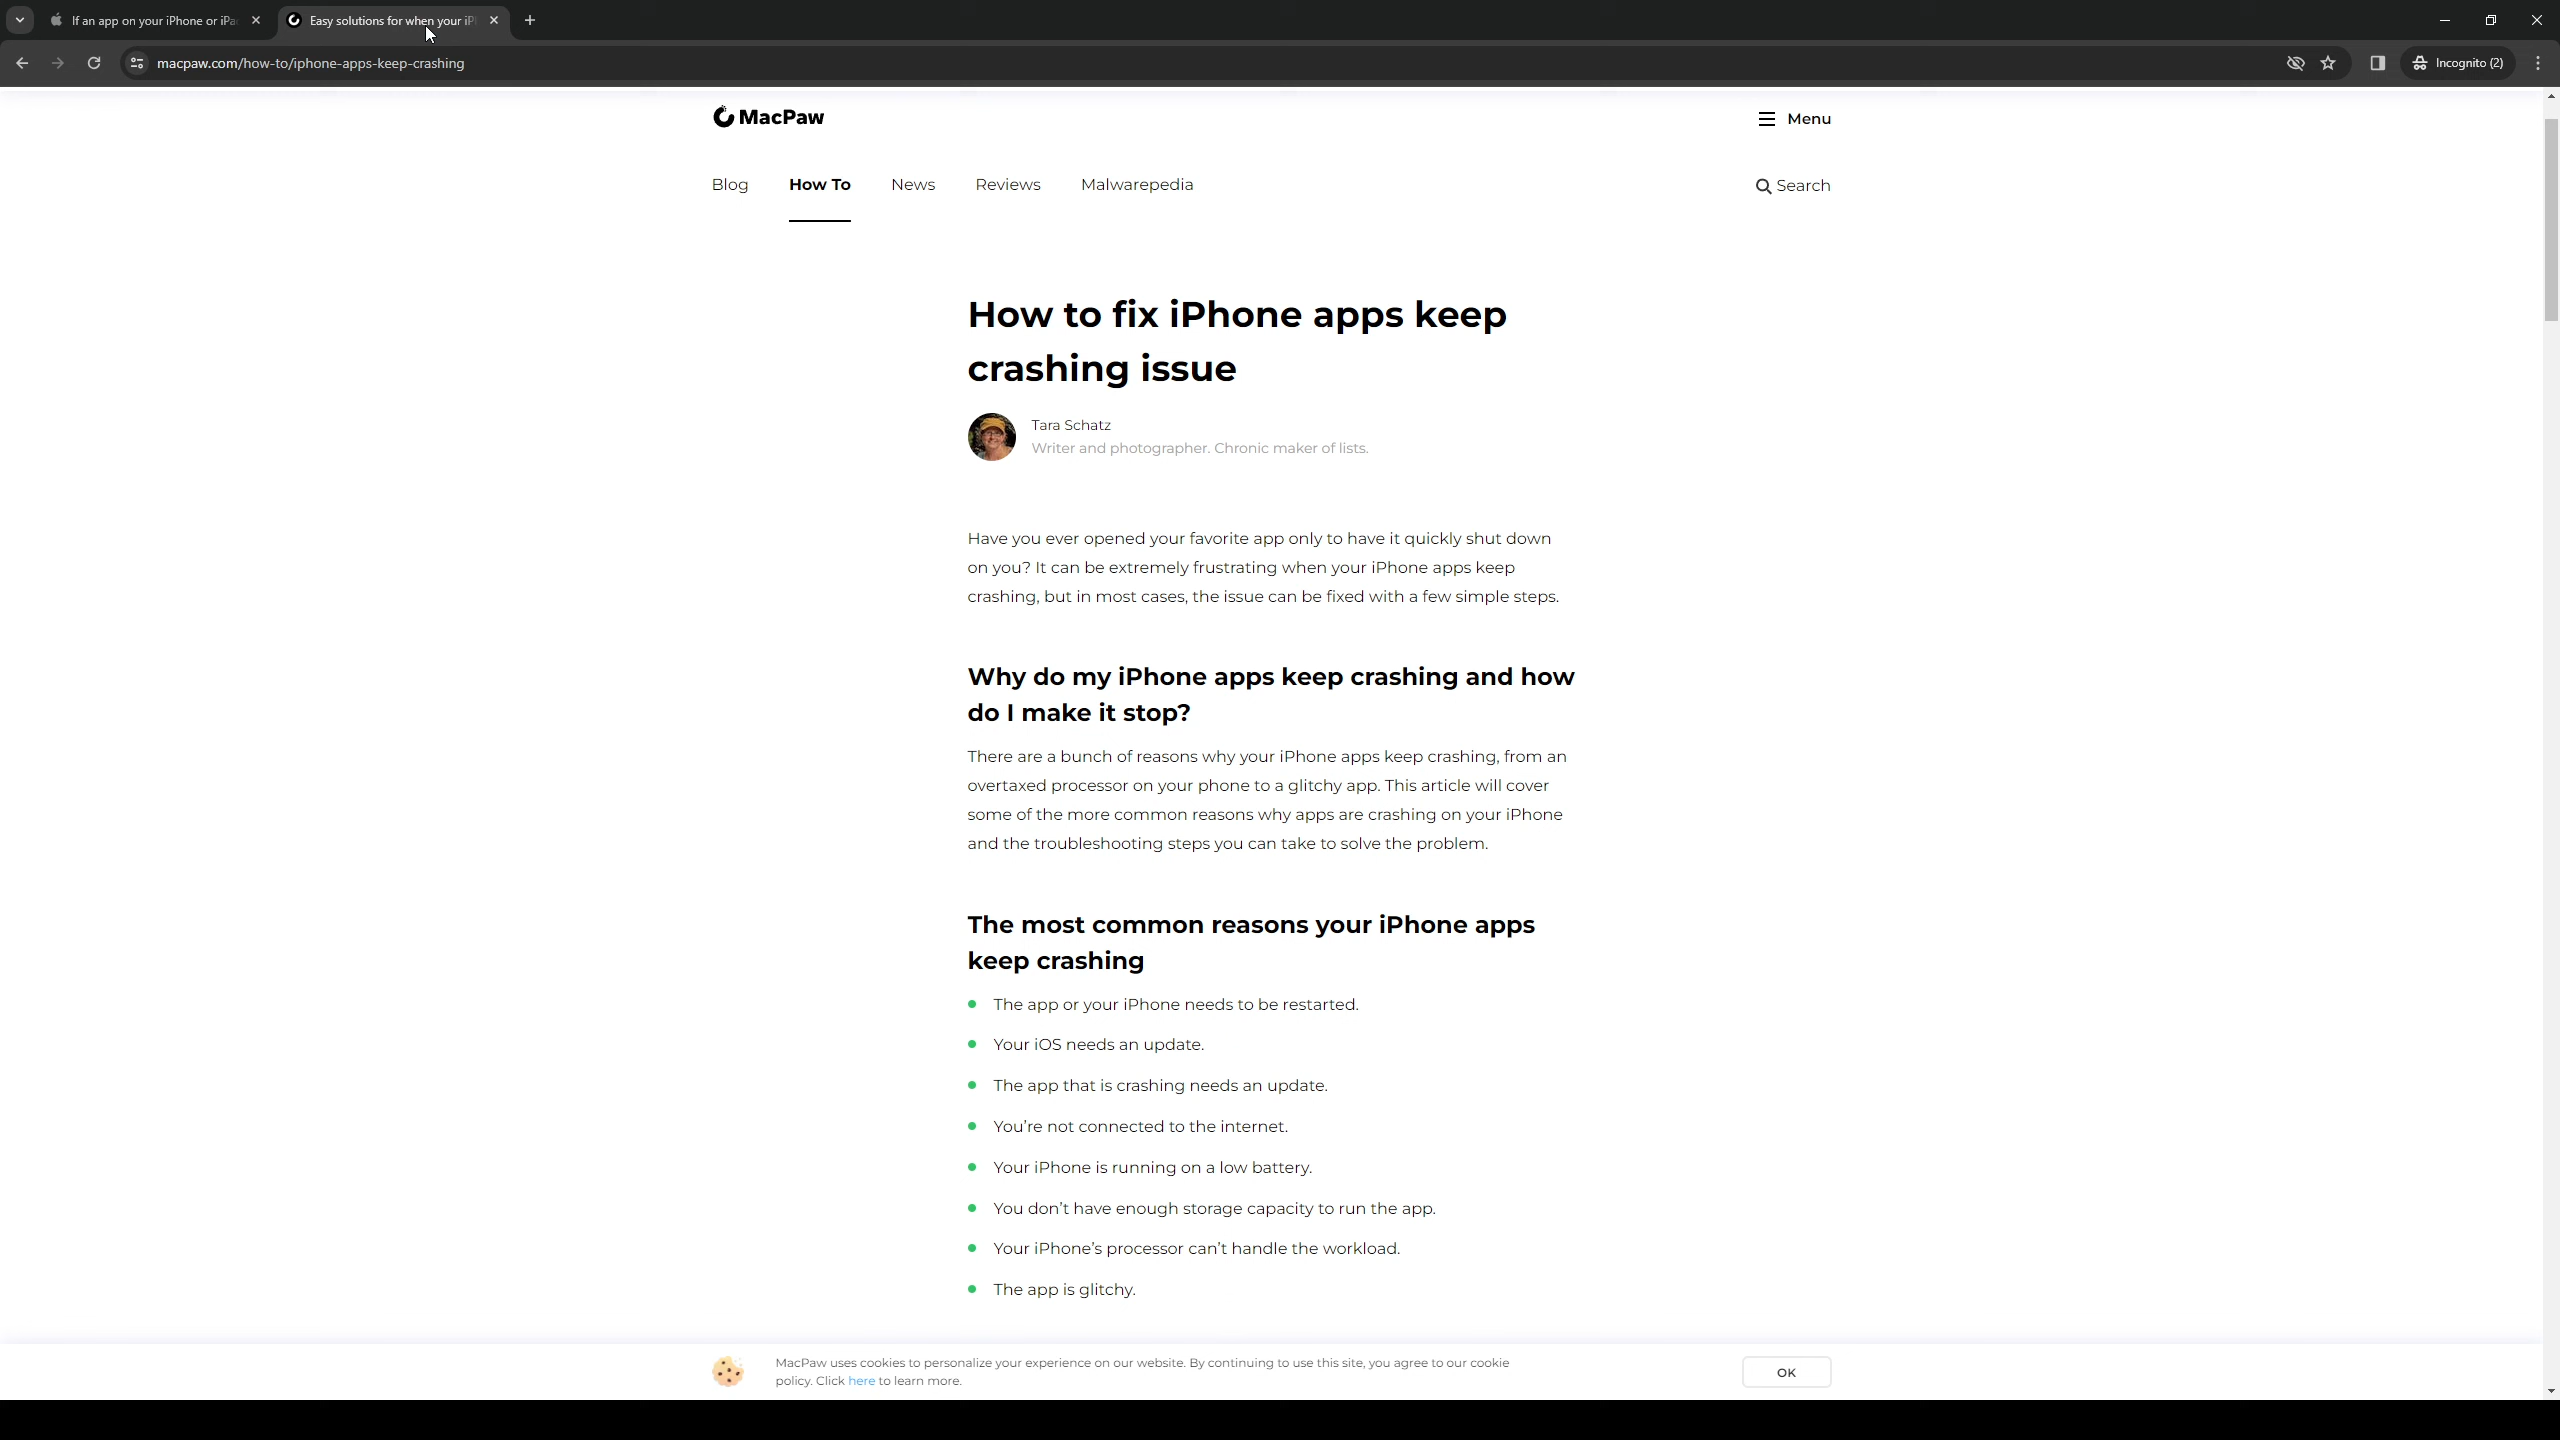 If an app on your iPhone or iPa
Easy solutions for when your iP
macpaw.com/how-to/iphone-apps-keep-crashing
Incognito (2)
MacPaw
Menu
Blog How To News Reviews Malwarepedia
Search
How to fix iPhone apps keep
crashing issue
Tara Schatz
Writer and photographer. Chronic maker of lists.
Have you ever opened your favorite app only to have it quickly shut down
on you? It can be extremely frustrating when your iPhone apps keep
crashing, but in most cases, the issue can be fixed with a few simple steps.
Why do my iPhone apps keep crashing and how
do I make it stop?
There are a bunch of reasons why your iPhone apps keep crashing, from an
overtaxed processor on your phone to a glitchy app. This article will cover
some of the more common reasons why apps are crashing on your iPhone
and the troubleshooting steps you can take to solve the problem.
The most common reasons your iPhone apps
keep crashing
The app or your iPhone needs to be restarted.
Your iOS needs an update.
The app that is crashing needs an update.
You're not connected to the internet.
Your iPhone is running on a low battery.
You don't have enough storage capacity to run the app.
Your iPhone's processor can't handle the workload.
The app is glitchy.
MacPaw uses cookies to personalize your experience on our website. By continuing to use this site, you agree to our cookie
policy. Click here to learn more.
OK